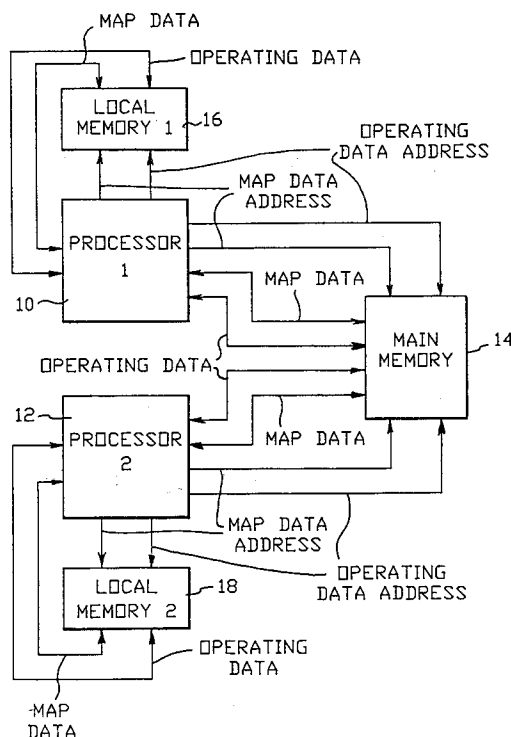 MAP DATA
OPERATING DATA
LOCAL
MEMORY 1
16
OPERATING
DATA ADDRESS
MAP DATA
ADDRESS
PROCESSOR
1
10
MAP DATA
MAIN
MEMORY
14
OPERATING DATA
12
PROCESSOR
2
MAP DATA
MAP DATA
ADDRESS
LOCAL
MEMORY 2
18
OPERATING
DATA ADDRESS
OPERATING
DATA
MAP
DATA